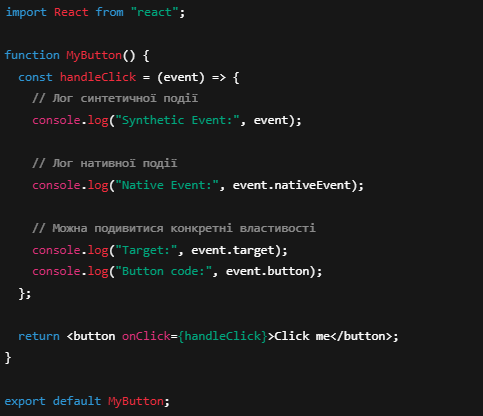 import React from "react";
function MyButton() {
const handleClick = (event) => {
// Лог синтетичної події
console.log("Synthetic Event:", event);
// Лог нативної події
console.log("Native Event:", event.nativeEvent);
// Можна подивитися конкретні властивості
console.log("Target:", event.target);
console.log("Button code:", event.button);
};
return <button onClick={handleClick}>Click me</button>;
}
export default MyButton;